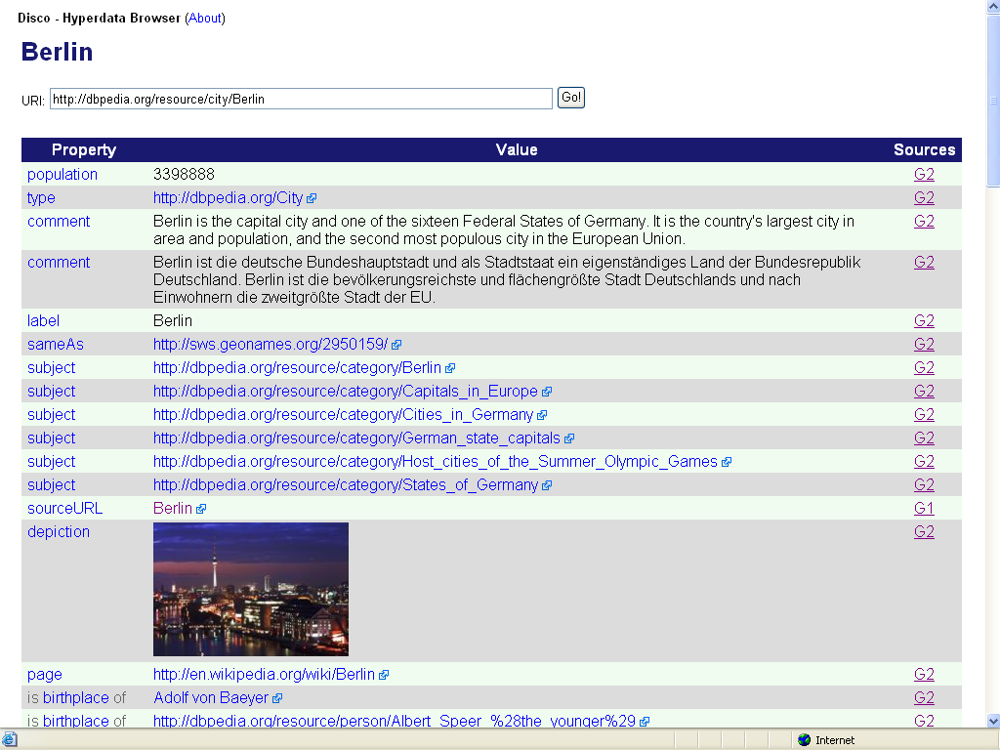 Disco - Hyperdata Browser (About)
Berlin
URI: http://dbpedia.org/resource/city/Berlin Go!
Property Value Sources
population 3398888 G2
type http://dbpedia.org/City G2
comment Berlin is the capital city and one of the sixteen Federal States of Germany. It is the country's largest city in G2
area and population, and the second most populous city in the European Union.
comment Berlin ist die deutsche Bundeshauptstadt und als Stadtstaat ein eigenständiges Land der Bundesrepublik G2
Deutschland. Berlin ist die bevölkerungsreichste und flächengrößte Stadt Deutschlands und nach
Einwohnern die zweitgrößte Stadt der EU.
label Berlin G2
sameAs http://sws.geonames.org/2950159/ G2
subject http://dbpedia.org/resource/category/Berlin G2
subject http://dbpedia.org/resource/category/Capitals_in_Europe G2
subject http://dbpedia.org/resource/category/Cities_in_Germany G2
subject http://dbpedia.org/resource/category/German_state_capitals G2
subject http://dbpedia.org/resource/category/Host_cities_of_the_Summer_Olympic_Games G2
subject http://dbpedia.org/resource/category/States_of_Germany G2
sourceURL Berlin G1
depiction G2
page http://en.wikipedia.org/wiki/Berlin G2
is birthplace of Adolf von Baeyer G2
is birthplace of http://dbpedia.org/resource/person/Albert_Speer_%28the_younger%29 G2
Internet